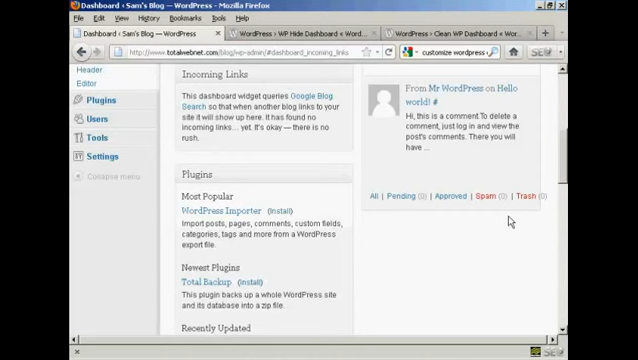 Dashboard ‹ Sam's Blog — WordPress - Mozilla Firefox
File Edit View History Bookmarks Tools Help
Dashboard ‹ Sam's Blog — WordPress
WordPress › WP Hide Dashboard « WordP...
WordPress › Clean WP Dashboard « Wor...
http://www.totalwebnet.com/blog/wp-admin/#dashboard_incoming_links
customize wordpress
SEO
Header
Editor
Plugins
Users
Tools
Settings
Collapse menu
Incoming Links
This dashboard widget queries Google Blog
Search so that when another blog links to your
site it will show up here. It has found no
incoming links… yet. It's okay — there is no
rush.
Plugins
Most Popular
WordPress Importer (Install)
Import posts, pages, comments, custom fields,
categories, tags and more from a WordPress
export file.
Newest Plugins
Total Backup (Install)
This plugin backs up a whole WordPress site
and its database into a zip file.
Recently Updated
From Mr WordPress on Hello
world! #
Hi, this is a comment.To delete a
comment, just log in and view the
post's comments. There you will
have ...
All | Pending (0) | Approved | Spam (0) | Trash (0)
SEO